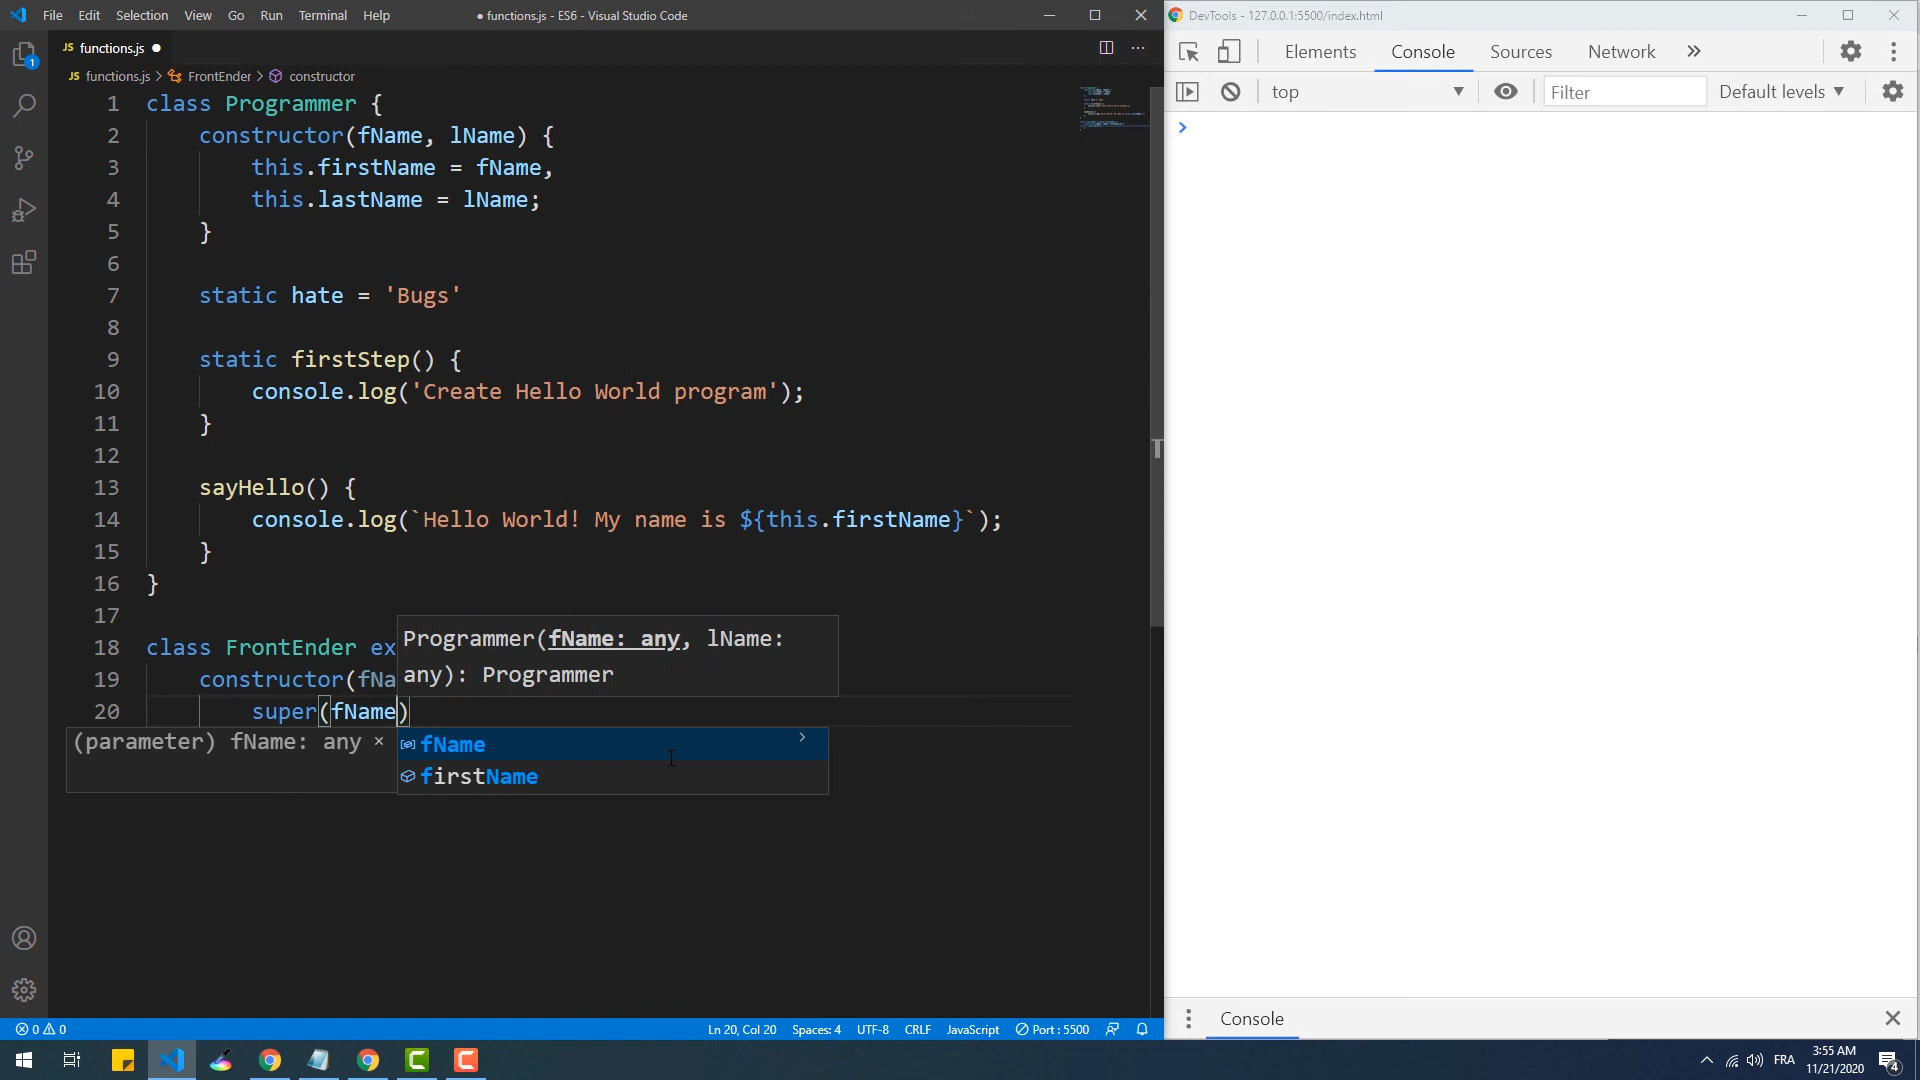 File Edit Selection View Go Run Terminal Help ● functions.js - ES6 - Visual Studio Code
JS functions.js ●
JS functions.js > FrontEnder > constructor
1 class Programmer {
2 constructor(fName, lName) {
3 this.firstName = fName,
4 this.lastName = lName;
5 }
6
7 static hate = 'Bugs'
8
9 static firstStep() {
10 console.log('Create Hello World program');
11 }
12
13 sayHello() {
14 console.log(`Hello World! My name is ${this.firstName}`);
15 }
16 }
17
Programmer(fName: any, lName:
any): Programmer
18 class FrontEnder ex
19 constructor(fNa
20 super(fName)
(parameter) fName: any ×
fName
firstName
1
⊗ 0 ⚠ 0 Ln 20, Col 20 Spaces: 4 UTF-8 CRLF JavaScript Port : 5500
DevTools - 127.0.0.1:5500/index.html
Elements Console Sources Network »
top Filter Default levels ▼
>
Console
FRA 3:55 AM
11/21/2020
4